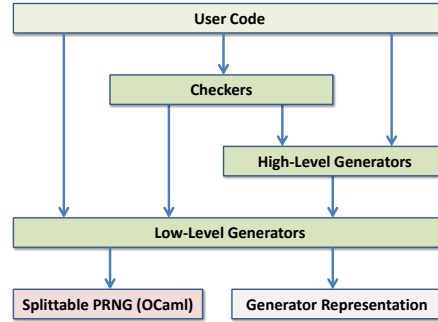 User Code
Checkers
High-Level Generators
Low-Level Generators
Splittable PRNG (OCaml)
Generator Representation